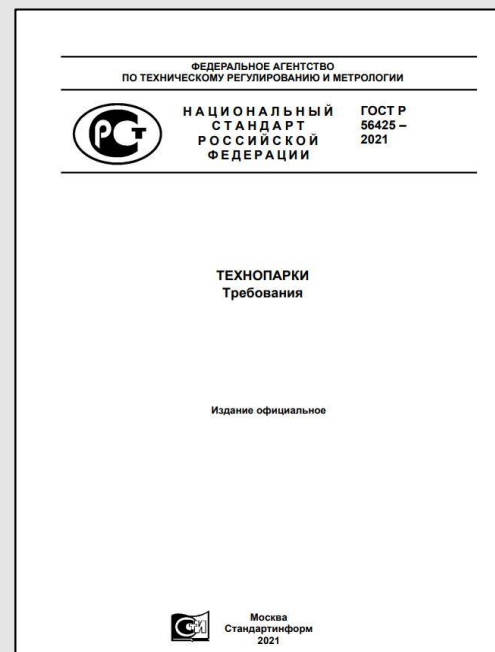 ФЕДЕРАЛЬНОЕ АГЕНТСТВО
ПО ТЕХНИЧЕСКОМУ РЕГУЛИРОВАНИЮ И МЕТРОЛОГИИ
РСТ
НАЦИОНАЛЬНЫЙ
СТАНДАРТ
РОССИЙСКОЙ
ФЕДЕРАЦИИ
ГОСТ Р
56425 –
2021
ТЕХНОПАРКИ
Требования
Издание официальное
Москва
Стандартинформ
2021